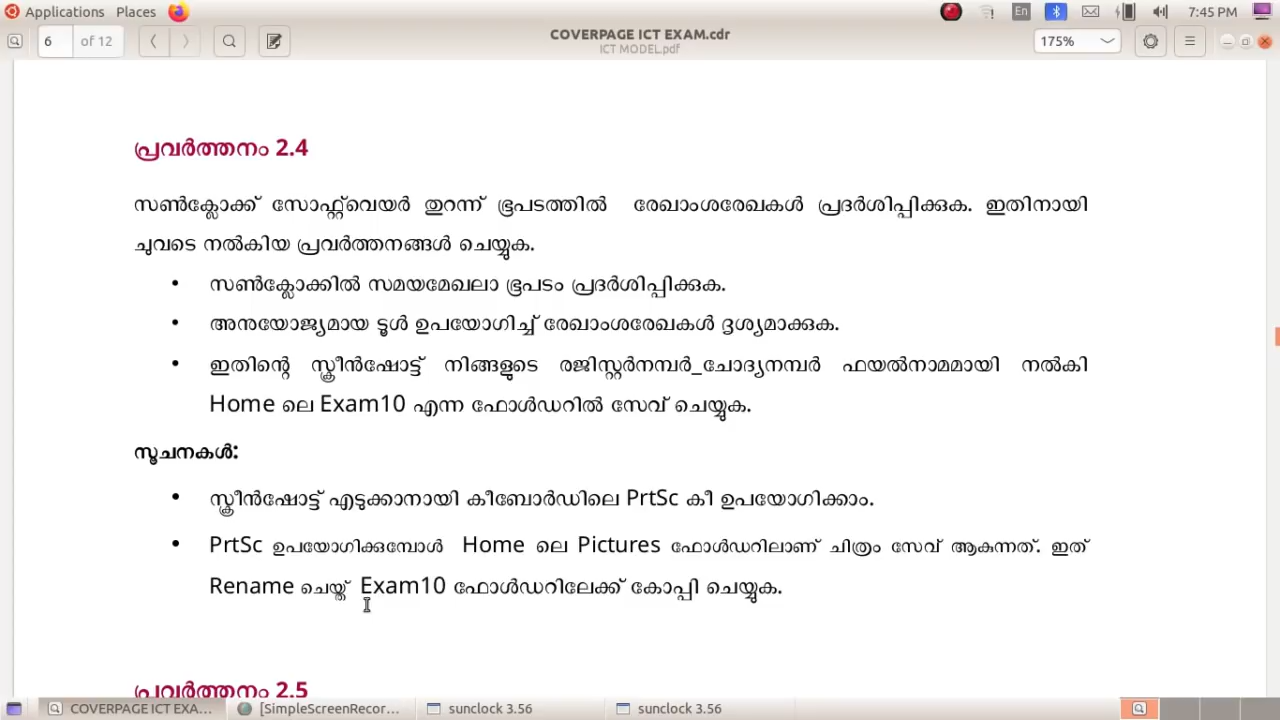 Applications Places En 7:45 PM
6 of 12 COVERPAGE ICT EXAM.cdr 175%
ICT MODEL.pdf
പ്രവർത്തനം 2.4
സൺക്ലോക്ക് സോഫ്റ്റ്‌വെയർ തുറന്ന് ഭൂപടത്തിൽ രേഖാംശരേഖകൾ പ്രദർശിപ്പിക്കുക. ഇതിനായി
ചുവടെ നൽകിയ പ്രവർത്തനങ്ങൾ ചെയ്യുക.
• സൺക്ലോക്കിൽ സമയമേഖലാ ഭൂപടം പ്രദർശിപ്പിക്കുക.
• അനുയോജ്യമായ ടൂൾ ഉപയോഗിച്ച് രേഖാംശരേഖകൾ ദൃശ്യമാക്കുക.
• ഇതിന്റെ സ്ക്രീൻഷോട്ട് നിങ്ങളുടെ രജിസ്റ്റർനമ്പർ_ചോദ്യനമ്പർ ഫയൽനാമമായി നൽകി
Home ലെ Exam10 എന്ന ഫോൾഡറിൽ സേവ് ചെയ്യുക.
സൂചനകൾ:
• സ്ക്രീൻഷോട്ട് എടുക്കാനായി കീബോർഡിലെ PrtSc കീ ഉപയോഗിക്കാം.
• PrtSc ഉപയോഗിക്കുമ്പോൾ Home ലെ Pictures ഫോൾഡറിലാണ് ചിത്രം സേവ് ആകുന്നത്. ഇത്
Rename ചെയ്ത് Exam10 ഫോൾഡറിലേക്ക് കോപ്പി ചെയ്യുക.
പ്രവർത്തനം 2.5
COVERPAGE ICT EXA... [SimpleScreenRecor... sunclock 3.56 sunclock 3.56